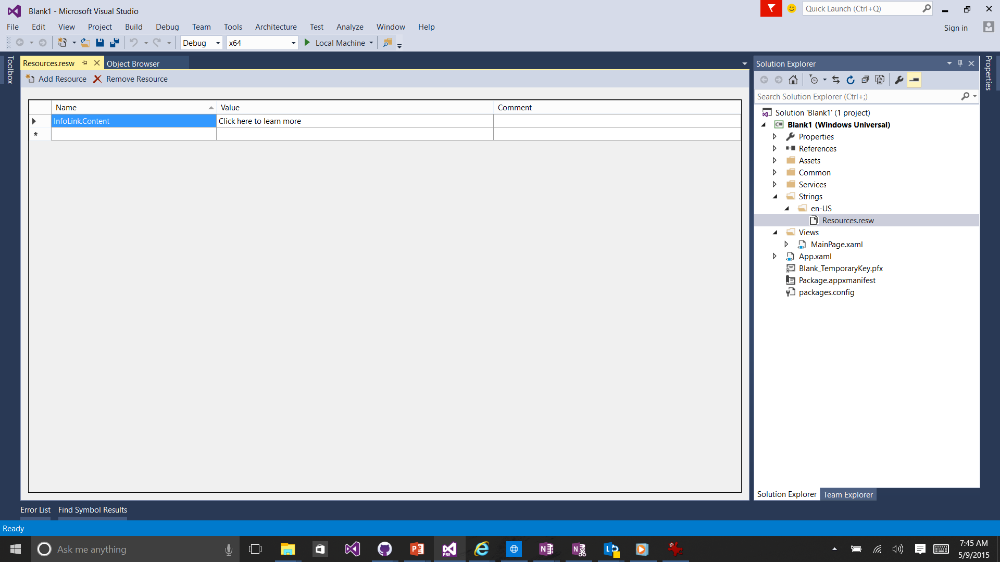 Blank1 - Microsoft Visual Studio
Quick Launch (Ctrl+Q)
File Edit View Project Build Debug Team Tools Architecture Test Analyze Window Help
Sign in
Debug x64 Local Machine
Toolbox
Resources.resw Object Browser
Add Resource Remove Resource
Name Value Comment
InfoLink.Content Click here to learn more
*
Solution Explorer
Properties
Search Solution Explorer (Ctrl+;)
Solution 'Blank1' (1 project)
Blank1 (Windows Universal)
Properties
References
Assets
Common
Services
Strings
en-US
Resources.resw
Views
MainPage.xaml
App.xaml
Blank_TemporaryKey.pfx
Package.appxmanifest
packages.config
Solution Explorer Team Explorer
Error List Find Symbol Results
Ready
Ask me anything
PRE
7:45 AM
5/9/2015